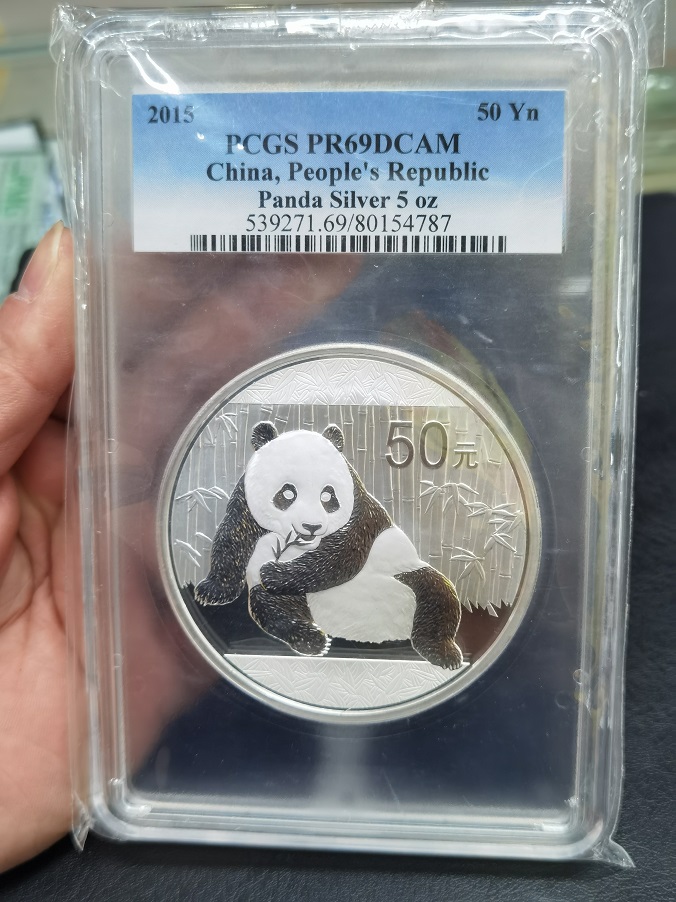 2015 50 Yn
PCGS PR69DCAM
China, People's Republic
Panda Silver 5 oz
539271.69/80154787
50元